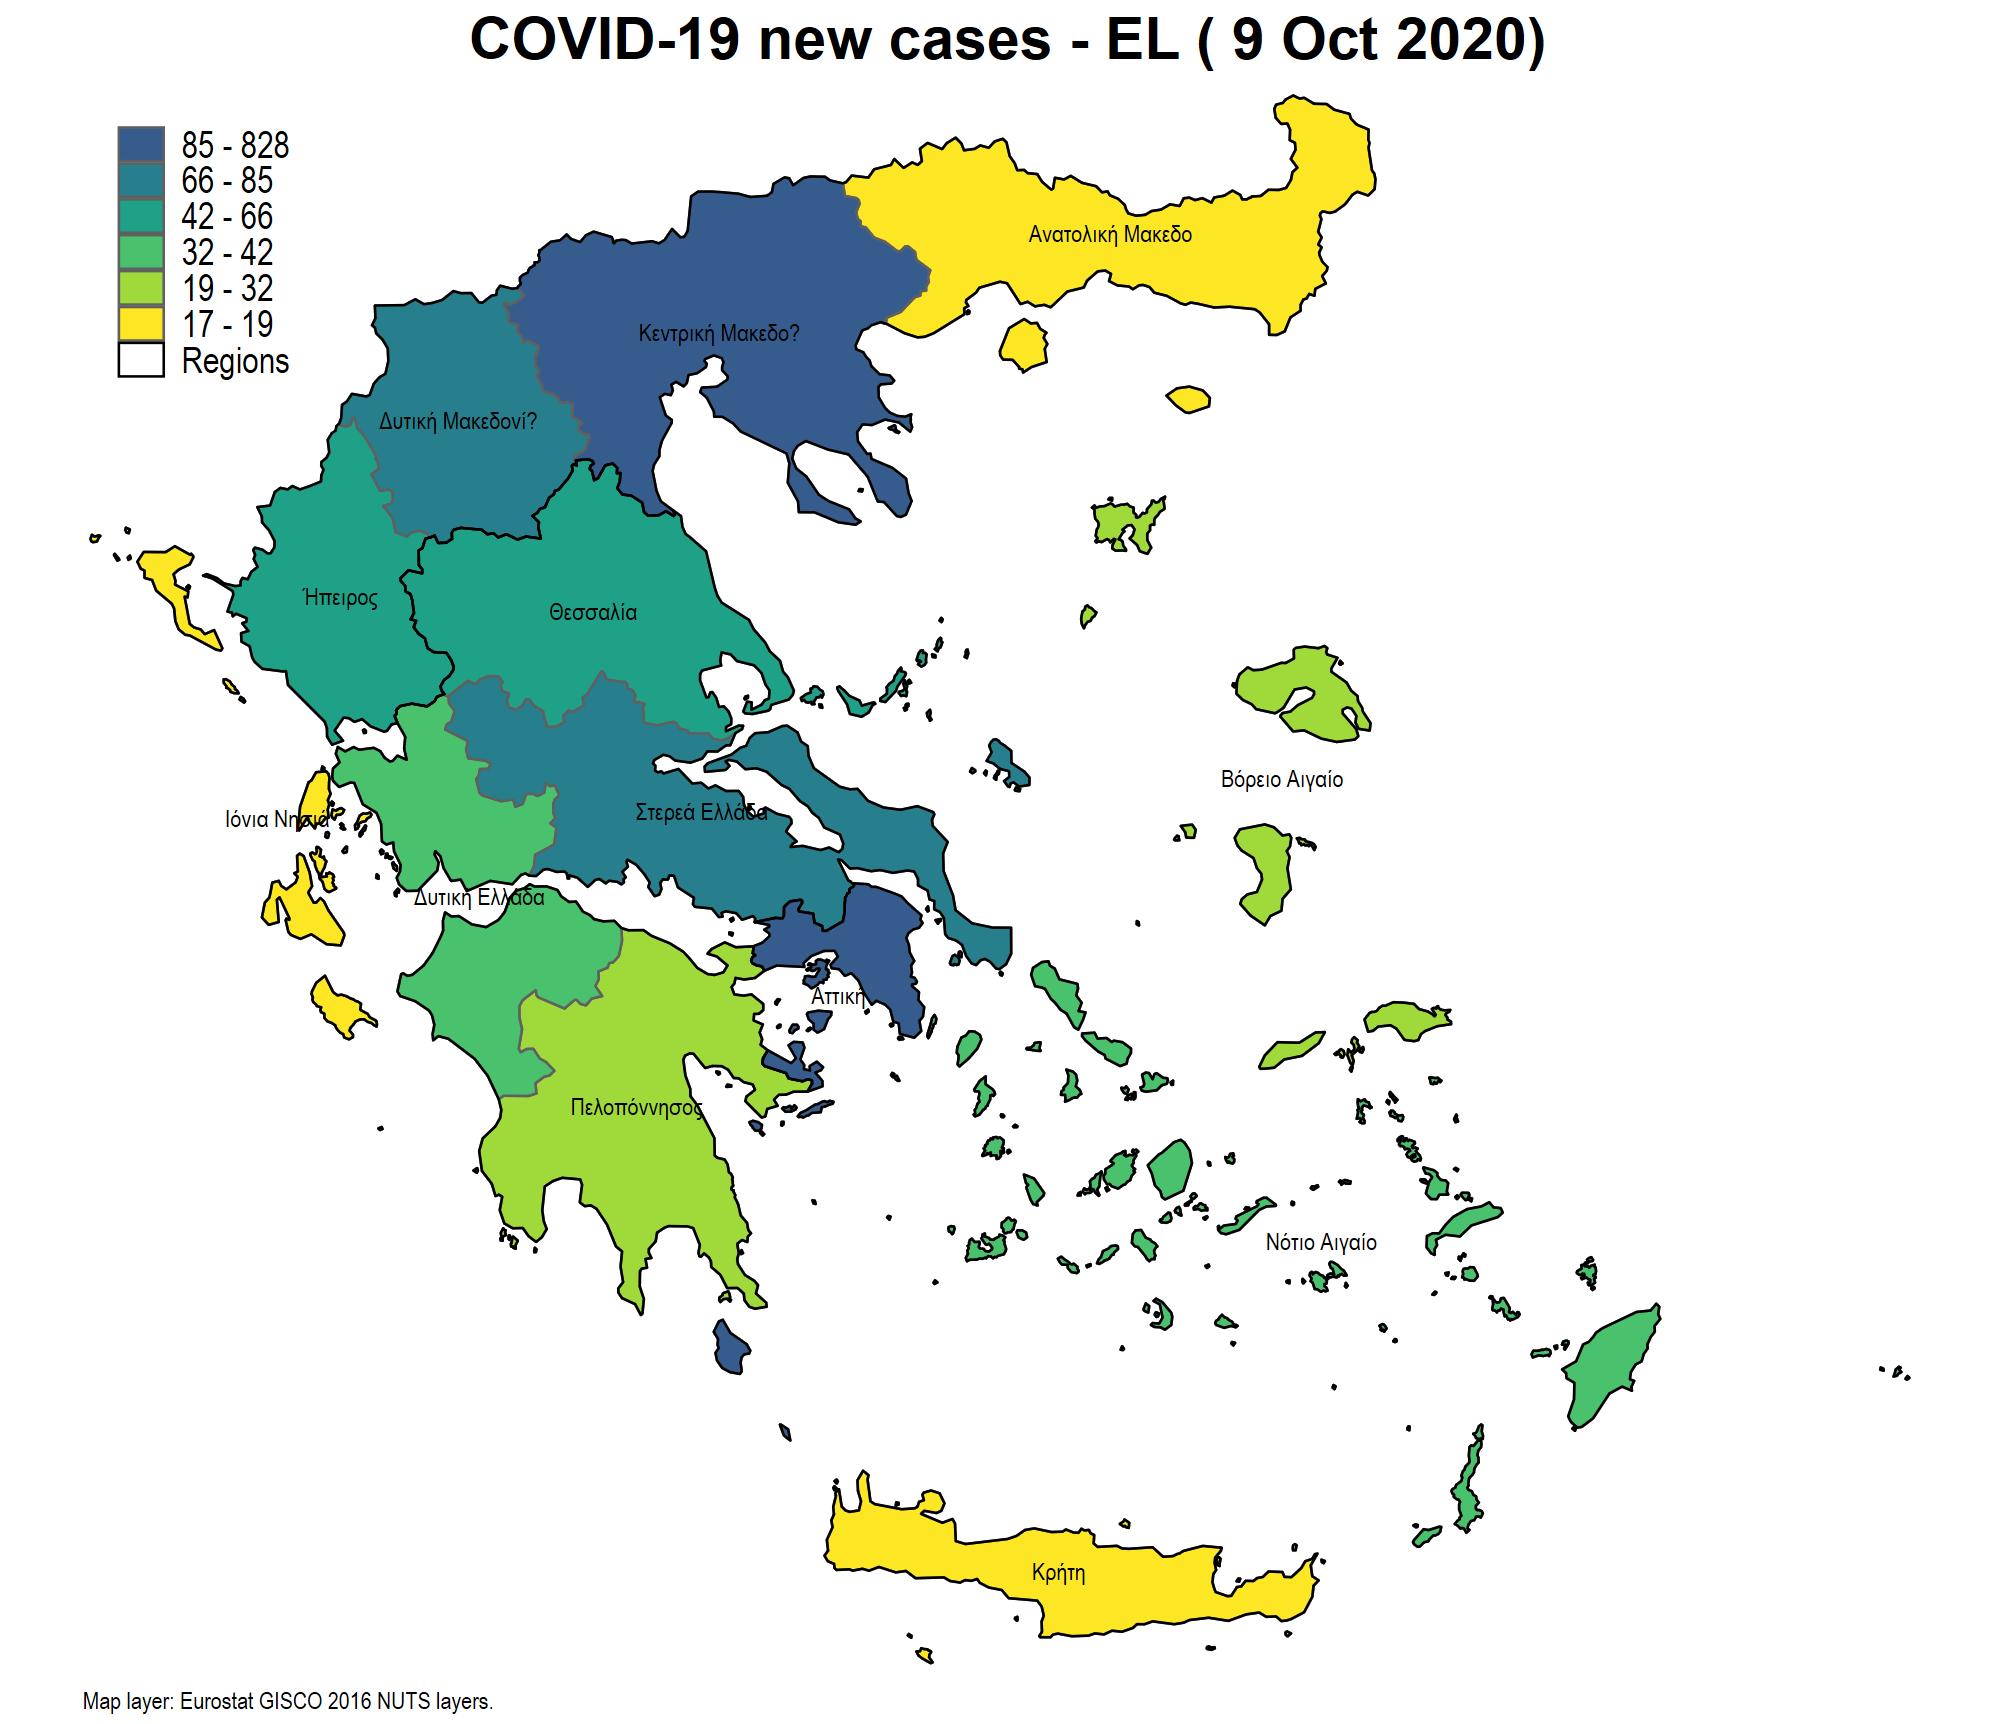 COVID-19 new cases - EL ( 9 Oct 2020)
85 - 828
66 - 85
42 - 66
32 - 42
19 - 32
17 - 19
Regions
Ανατολική Μακεδο
Κεντρική Μακεδο?
Δυτική Μακεδονί?
Ήπειρος
Θεσσαλία
Βόρειο Αιγαίο
Στερεά Ελλάδα
Ιόνια Νησιά
Δυτική Ελλάδα
Αττική
Πελοπόννησος
Νότιο Αιγαίο
Κρήτη
Map layer: Eurostat GISCO 2016 NUTS layers.